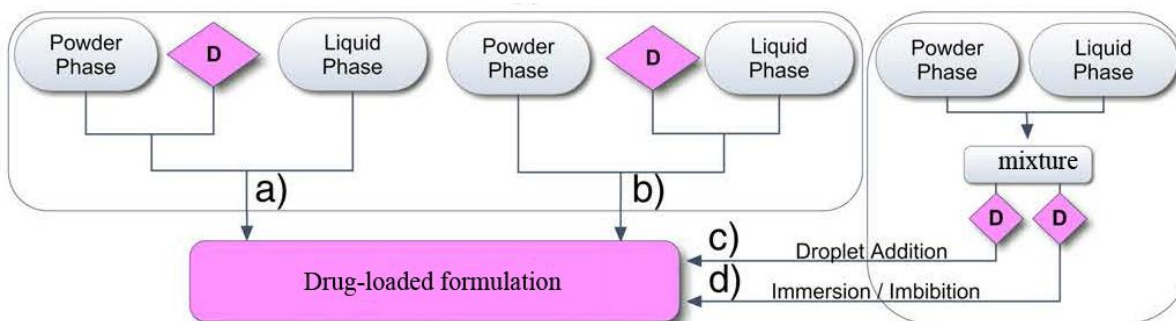 Powder
Phase
D
Liquid
Phase
Powder
Phase
D
Liquid
Phase
Powder
Phase
Liquid
Phase
mixture
D
D
a)
b)
c)
Droplet Addition
d)
Immersion / Imbibition
Drug-loaded formulation